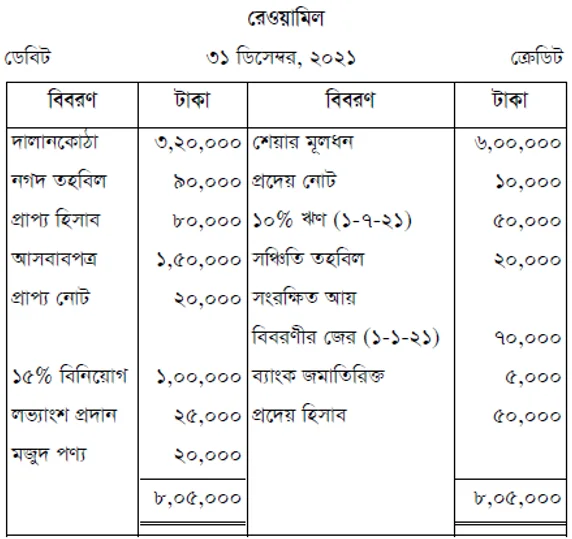 রেওয়ামিল
ডেবিট ৩১ ডিসেম্বর, ২০২১ ক্রেডিট
বিবরণ টাকা বিবরণ টাকা
দালানকোঠা ৩,২০,০০০ শেয়ার মূলধন ৬,০০,০০০
নগদ তহবিল ৯০,০০০ প্রদেয় নোট ১০,০০০
প্রাপ্য হিসাব ৮০,০০০ ১০% ঋণ (১-৭-২১) ৫০,০০০
আসবাবপত্র ১,৫০,০০০ সঞ্চিতি তহবিল ২০,০০০
প্রাপ্য নোট ২০,০০০ সংরক্ষিত আয়
বিবরণীর জের (১-১-২১) ৭০,০০০
১৫% বিনিয়োগ ১,০০,০০০ ব্যাংক জমাতিরিক্ত ৫,০০০
লভ্যাংশ প্রদান ২৫,০০০ প্রদেয় হিসাব ৫০,০০০
মজুদ পণ্য ২০,০০০
৮,০৫,০০০ ৮,০৫,০০০